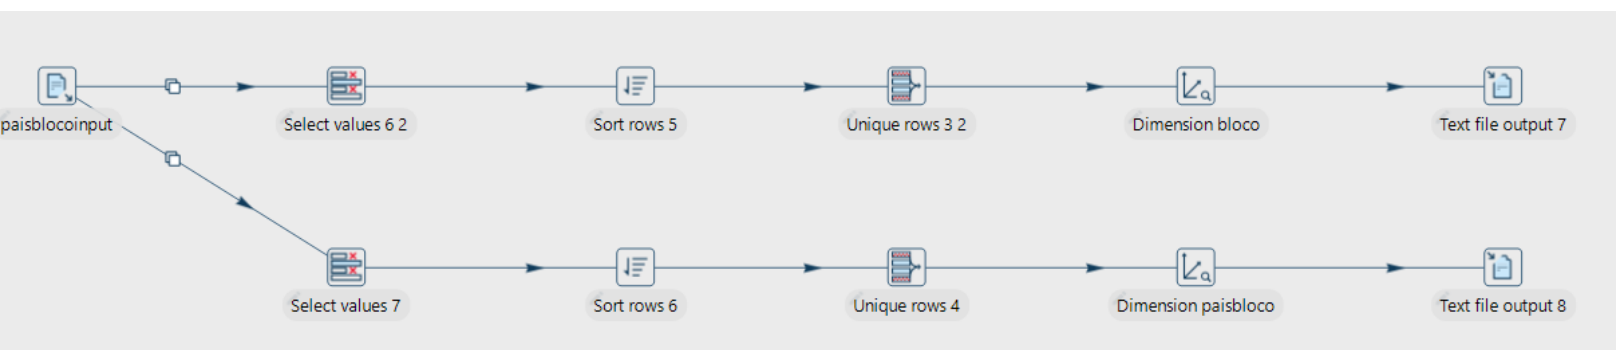 paisblocoinput
Select values 6 2
Sort rows 5
Unique rows 3 2
Dimension bloco
Text file output 7
Select values 7
Sort rows 6
Unique rows 4
Dimension paisbloco
Text file output 8